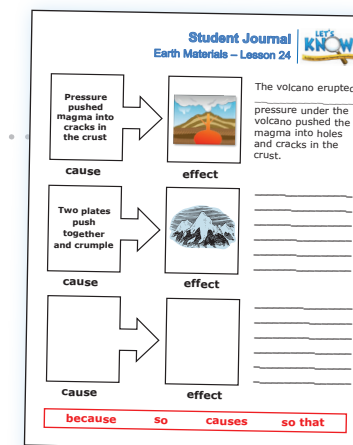 Student Journal
Earth Materials – Lesson 24
LET'S
KNOW
Pressure
pushed
magma into
cracks in
the crust
cause
effect
The volcano erupted
pressure under the
volcano pushed the
magma into holes
and cracks in the
crust.
Two plates
push
together
and crumple
cause
effect
cause
effect
because so causes so that